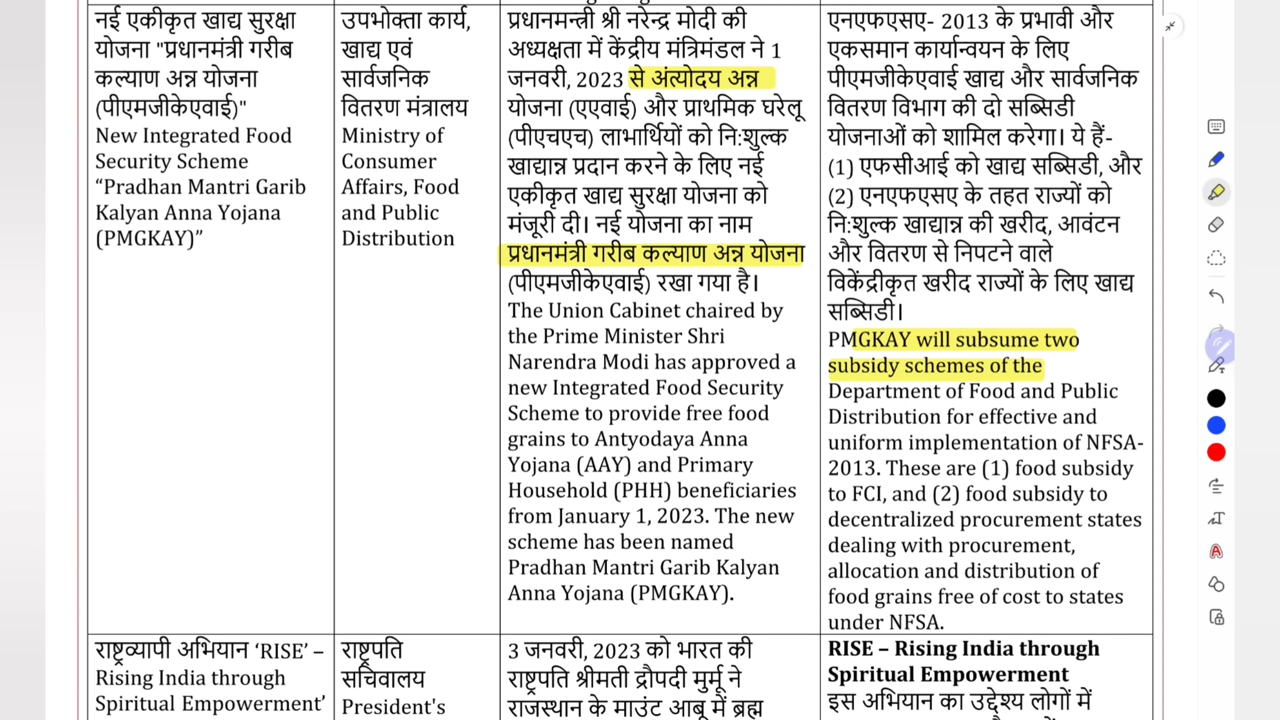 नई एकीकृत खाद्य सुरक्षा
योजना "प्रधानमंत्री गरीब
कल्याण अन्न योजना
(पीएमजीकेएवाई)"
New Integrated Food
Security Scheme
“Pradhan Mantri Garib
Kalyan Anna Yojana
(PMGKAY)”
उपभोक्ता कार्य,
खाद्य एवं
सार्वजनिक
वितरण मंत्रालय
Ministry of
Consumer
Affairs, Food
and Public
Distribution
प्रधानमन्त्री श्री नरेन्द्र मोदी की
अध्यक्षता में केंद्रीय मंत्रिमंडल ने 1
जनवरी, 2023 से अंत्योदय अन्न
योजना (एएवाई) और प्राथमिक घरेलू
(पीएचएच) लाभार्थियों को नि:शुल्क
खाद्यान्न प्रदान करने के लिए नई
एकीकृत खाद्य सुरक्षा योजना को
मंजूरी दी। नई योजना का नाम
प्रधानमंत्री गरीब कल्याण अन्न योजना
(पीएमजीकेएवाई) रखा गया है।
The Union Cabinet chaired by
the Prime Minister Shri
Narendra Modi has approved a
new Integrated Food Security
Scheme to provide free food
grains to Antyodaya Anna
Yojana (AAY) and Primary
Household (PHH) beneficiaries
from January 1, 2023. The new
scheme has been named
Pradhan Mantri Garib Kalyan
Anna Yojana (PMGKAY).
एनएफएसए- 2013 के प्रभावी और
एकसमान कार्यान्वयन के लिए
पीएमजीकेएवाई खाद्य और सार्वजनिक
वितरण विभाग की दो सब्सिडी
योजनाओं को शामिल करेगा। ये हैं-
(1) एफसीआई को खाद्य सब्सिडी, और
(2) एनएफएसए के तहत राज्यों को
नि:शुल्क खाद्यान्न की खरीद, आवंटन
और वितरण से निपटने वाले
विकेंद्रीकृत खरीद राज्यों के लिए खाद्य
सब्सिडी।
PMGKAY will subsume two
subsidy schemes of the
Department of Food and Public
Distribution for effective and
uniform implementation of NFSA-
2013. These are (1) food subsidy
to FCI, and (2) food subsidy to
decentralized procurement states
dealing with procurement,
allocation and distribution of
food grains free of cost to states
under NFSA.
राष्ट्रव्यापी अभियान ‘RISE’ –
Rising India through
Spiritual Empowerment’
राष्ट्रपति
सचिवालय
President's
3 जनवरी, 2023 को भारत की
राष्ट्रपति श्रीमती द्रौपदी मुर्मू ने
राजस्थान के माउंट आबू में ब्रह्म
RISE – Rising India through
Spiritual Empowerment
इस अभियान का उद्देश्य लोगों में